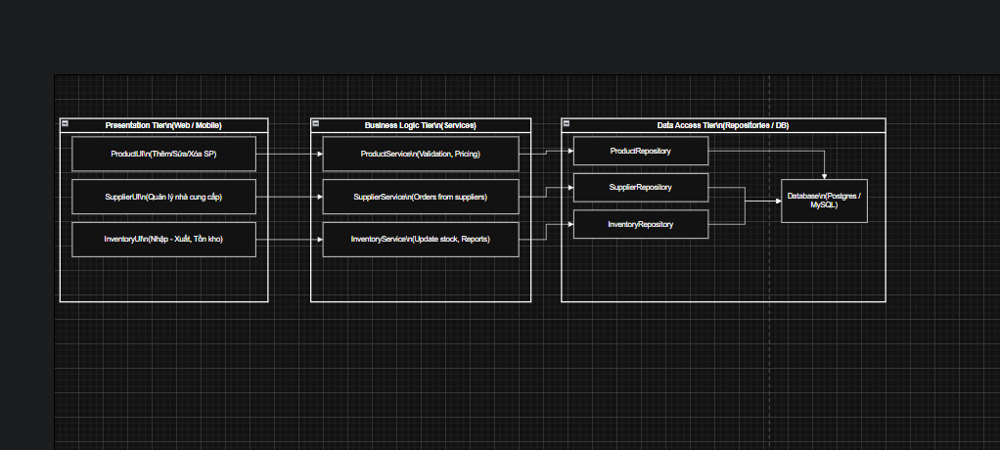 Presentation Tier\n(Web / Mobile)
ProductUI\n(Thêm/Sửa/Xóa SP)
SupplierUI\n(Quản lý nhà cung cấp)
InventoryUI\n(Nhập - Xuất, Tồn kho)
Business Logic Tier\n(Services)
ProductService\n(Validation, Pricing)
SupplierService\n(Orders from suppliers)
InventoryService\n(Update stock, Reports)
Data Access Tier\n(Repositories / DB)
ProductRepository
SupplierRepository
InventoryRepository
Database\n(Postgres /
MySQL)